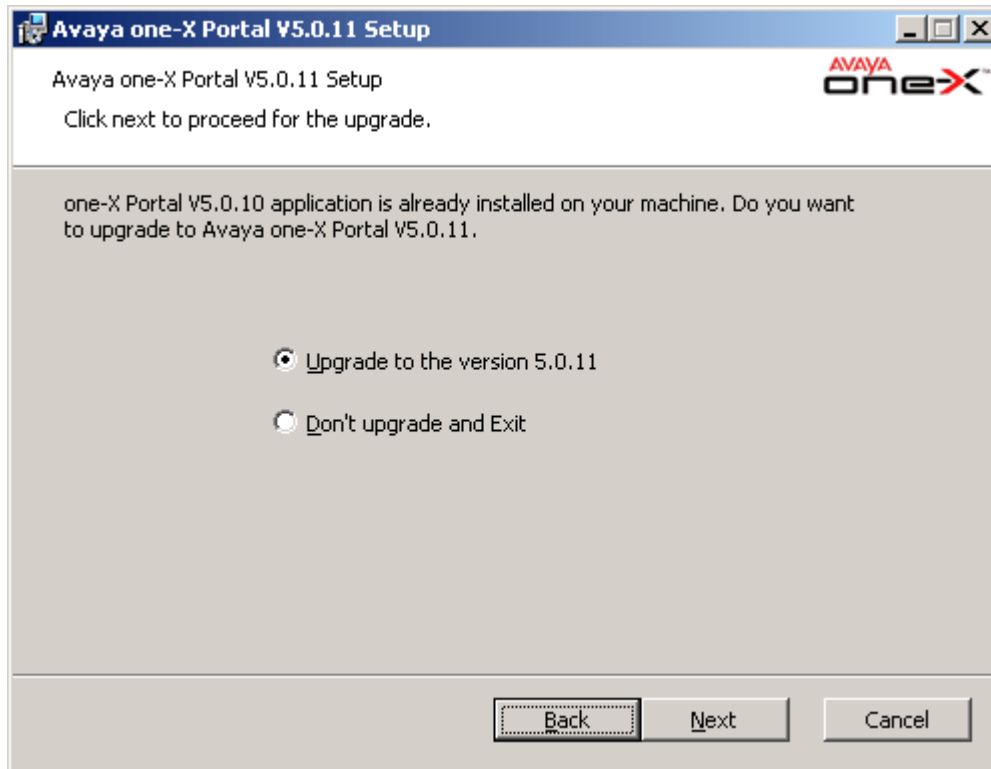 Avaya one-X Portal V5.0.11 Setup
Avaya one-X Portal V5.0.11 Setup
Click next to proceed for the upgrade.
AVAYA
one-X™
one-X Portal V5.0.10 application is already installed on your machine. Do you want
to upgrade to Avaya one-X Portal V5.0.11.
Upgrade to the version 5.0.11
Don't upgrade and Exit
Back Next Cancel